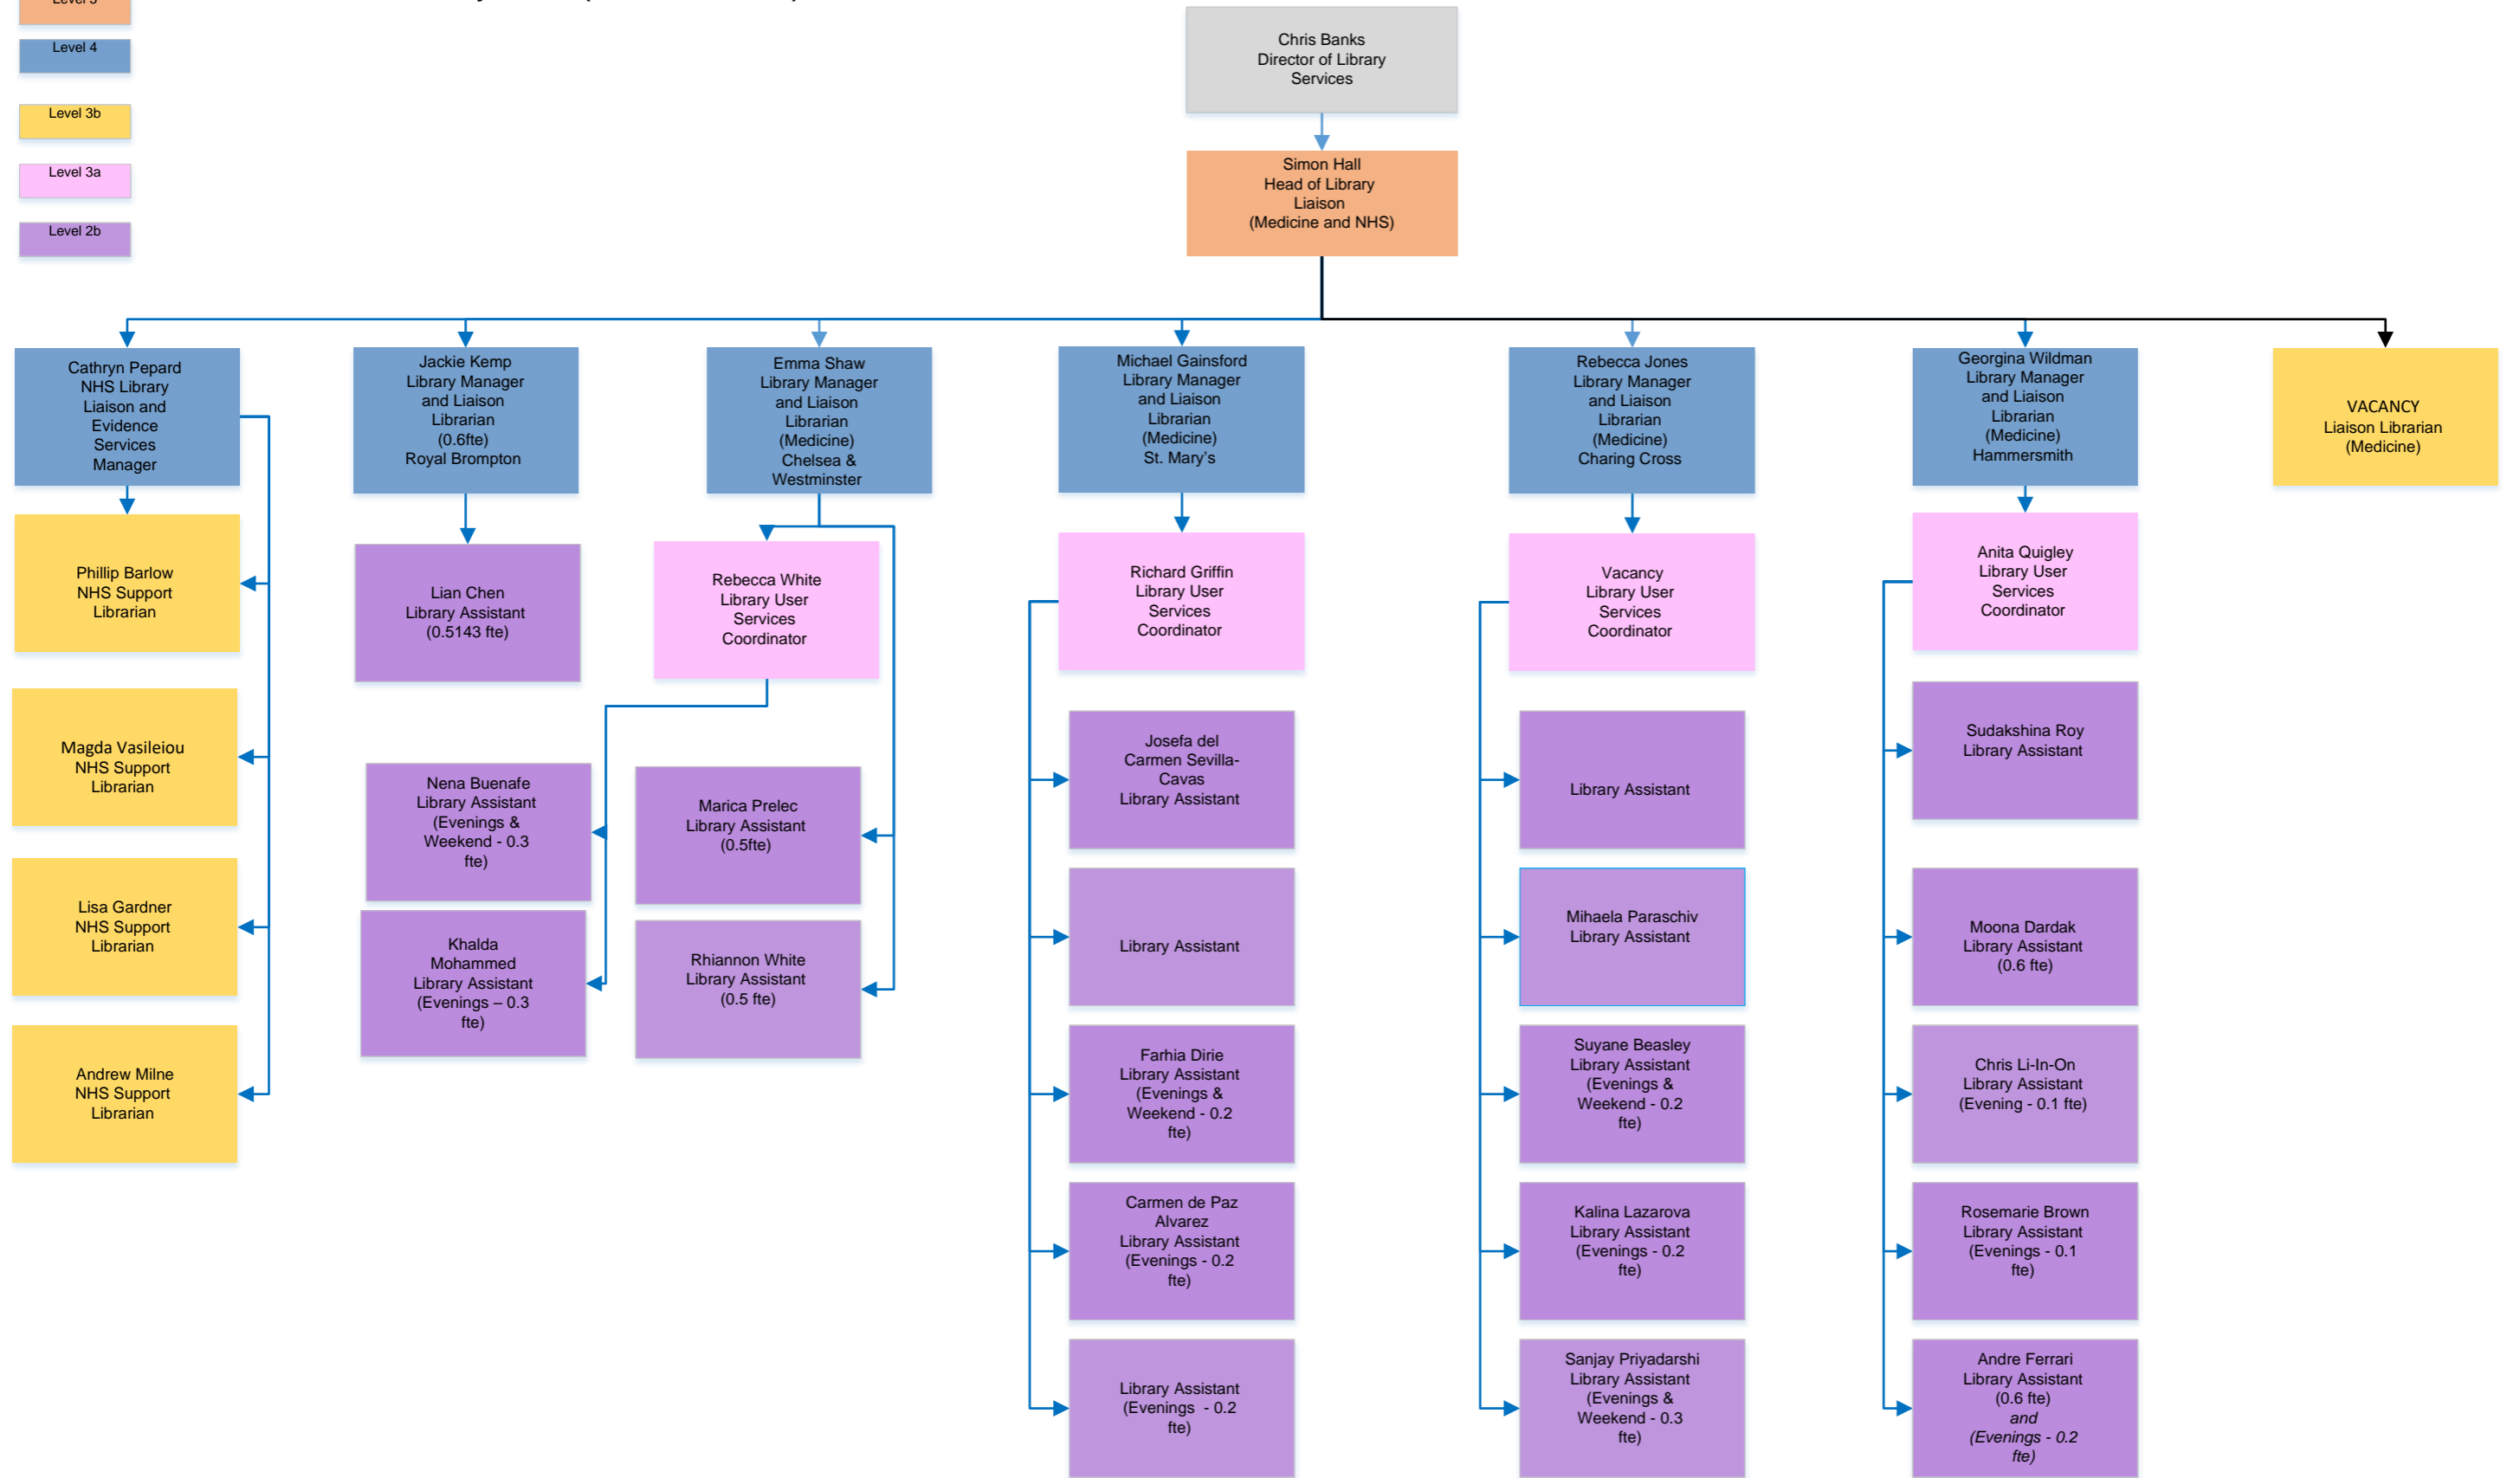 Level 4
Level 3b
Level 3a
Level 2b
Chris Banks
Director of Library
Services
Simon Hall
Head of Library
Liaison
(Medicine and NHS)
Cathryn Pepard
NHS Library
Liaison and
Evidence
Services
Manager
Jackie Kemp
Library Manager
and Liaison
Librarian
(0.6fte)
Royal Brompton
Emma Shaw
Library Manager
and Liaison
Librarian
(Medicine)
Chelsea &
Westminster
Michael Gainsford
Library Manager
and Liaison
Librarian
(Medicine)
St. Mary's
Rebecca Jones
Library Manager
and Liaison
Librarian
(Medicine)
Charing Cross
Georgina Wildman
Library Manager
and Liaison
Librarian
(Medicine)
Hammersmith
VACANCY
Liaison Librarian
(Medicine)
Phillip Barlow
NHS Support
Librarian
Magda Vasileiou
NHS Support
Librarian
Lisa Gardner
NHS Support
Librarian
Andrew Milne
NHS Support
Librarian
Lian Chen
Library Assistant
(0.5143 fte)
Rebecca White
Library User
Services
Coordinator
Nena Buenafe
Library Assistant
(Evenings &
Weekend - 0.3
fte)
Khalda
Mohammed
Library Assistant
(Evenings – 0.3
fte)
Marica Prelec
Library Assistant
(0.5fte)
Rhiannon White
Library Assistant
(0.5 fte)
Richard Griffin
Library User
Services
Coordinator
Josefa del
Carmen Sevilla-
Cavas
Library Assistant
Library Assistant
Farhia Dirie
Library Assistant
(Evenings &
Weekend - 0.2
fte)
Carmen de Paz
Alvarez
Library Assistant
(Evenings - 0.2
fte)
Library Assistant
(Evenings - 0.2
fte)
Vacancy
Library User
Services
Coordinator
Library Assistant
Mihaela Paraschiv
Library Assistant
Suyane Beasley
Library Assistant
(Evenings &
Weekend - 0.2
fte)
Kalina Lazarova
Library Assistant
(Evenings - 0.2
fte)
Sanjay Priyadarshi
Library Assistant
(Evenings &
Weekend - 0.3
fte)
Anita Quigley
Library User
Services
Coordinator
Sudakshina Roy
Library Assistant
Moona Dardak
Library Assistant
(0.6 fte)
Chris Li-In-On
Library Assistant
(Evening - 0.1 fte)
Rosemarie Brown
Library Assistant
(Evenings - 0.1
fte)
Andre Ferrari
Library Assistant
(0.6 fte)
and
(Evenings - 0.2
fte)